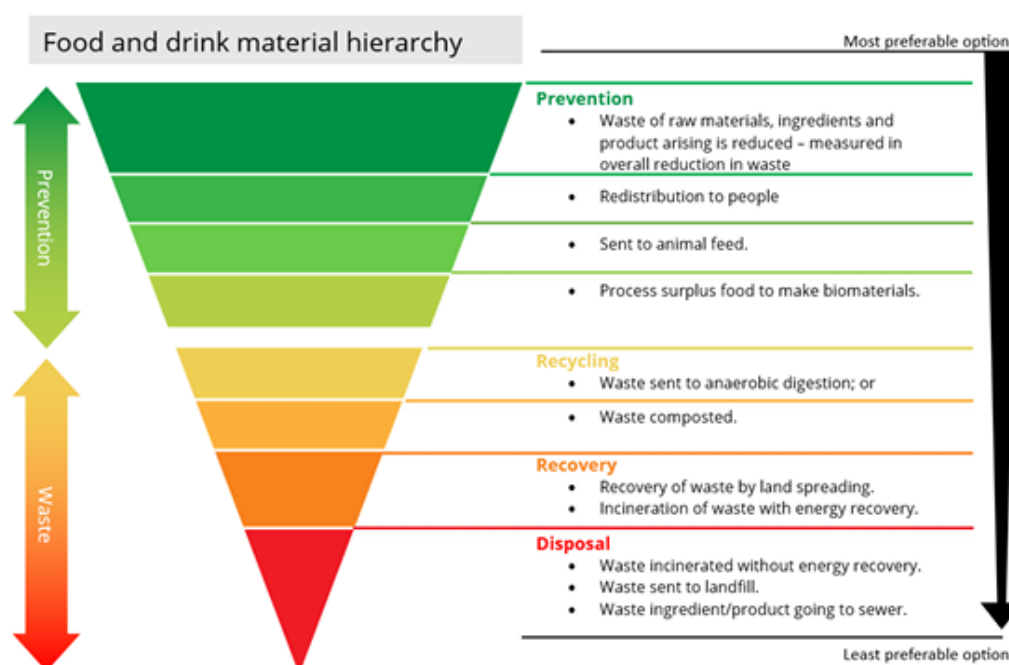 Food and drink material hierarchy
Most preferable option
Prevention
• Waste of raw materials, ingredients and
product arising is reduced – measured in
overall reduction in waste
• Redistribution to people
• Sent to animal feed.
• Process surplus food to make biomaterials.
Prevention
Recycling
• Waste sent to anaerobic digestion; or
• Waste composted.
Recovery
• Recovery of waste by land spreading.
• Incineration of waste with energy recovery.
Waste
Disposal
• Waste incinerated without energy recovery.
• Waste sent to landfill.
• Waste ingredient/product going to sewer.
Least preferable option